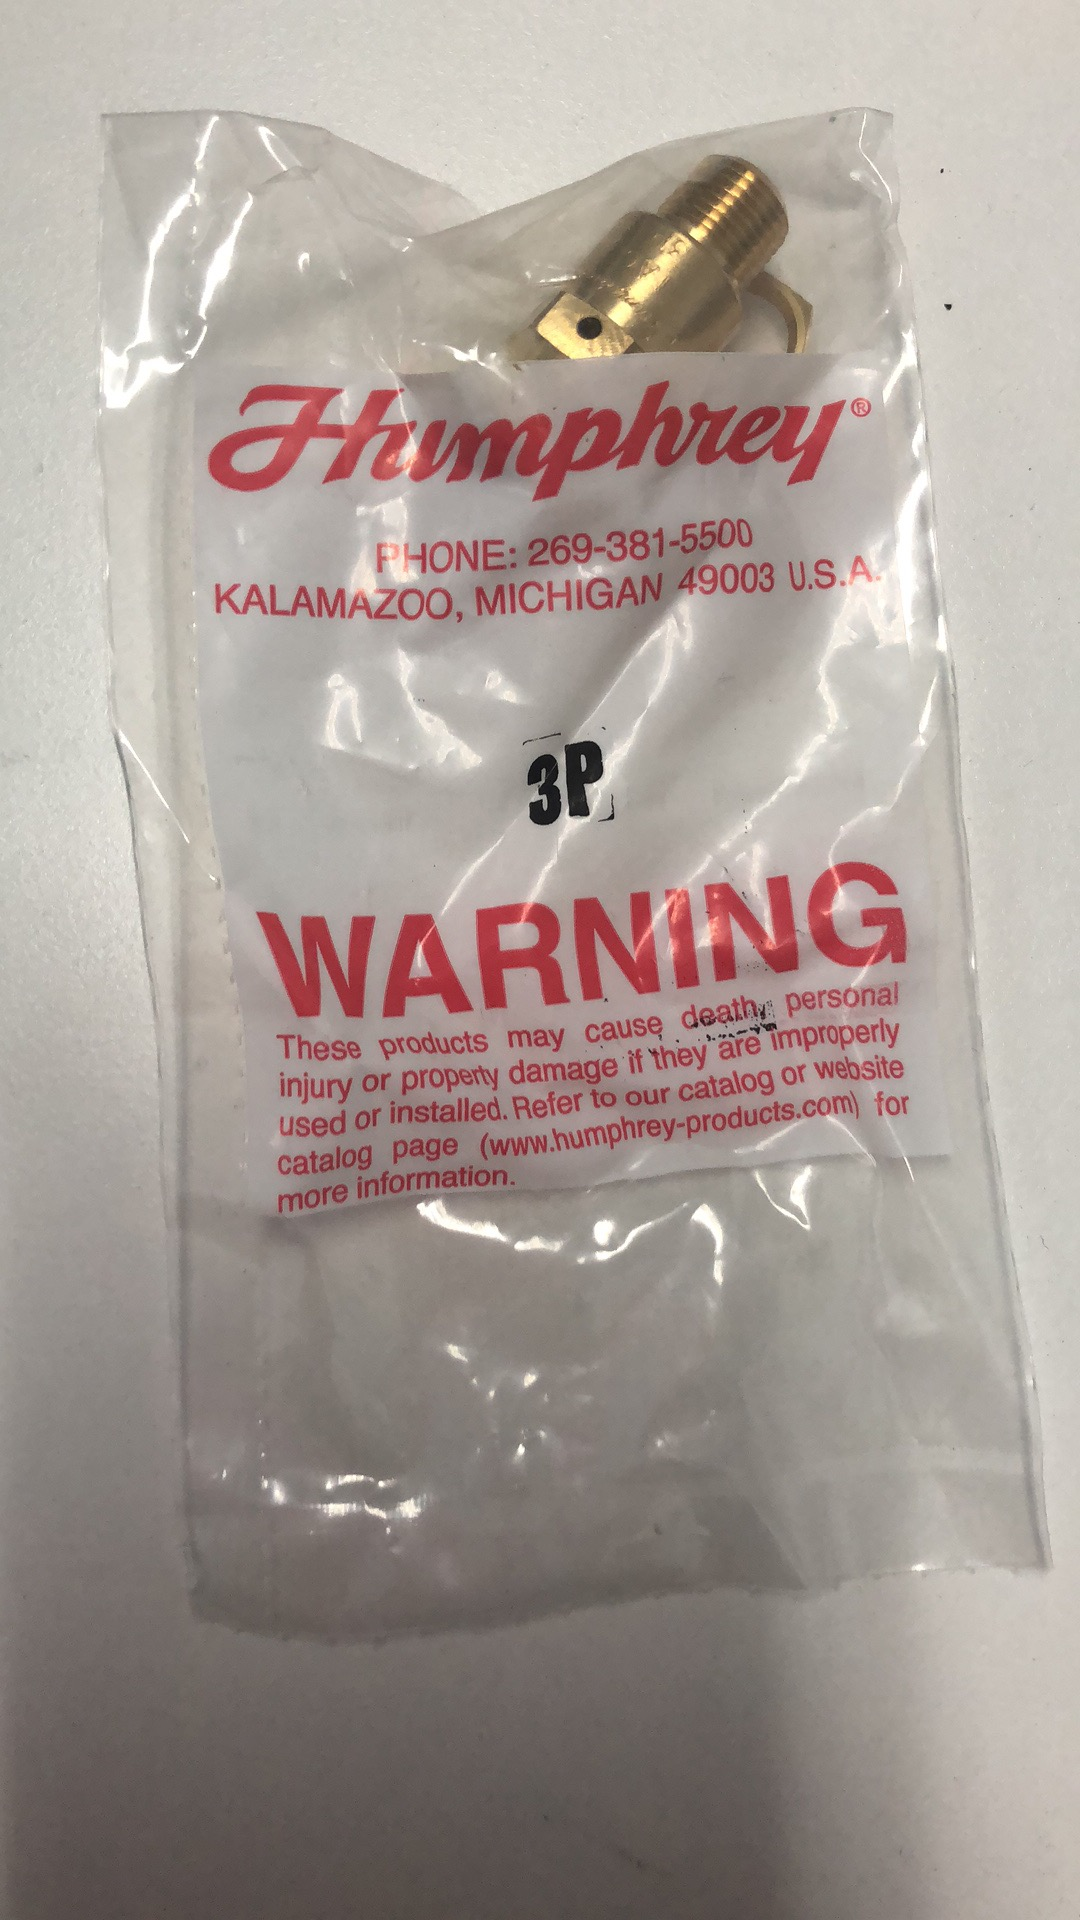 Humphrey®
PHONE: 269-381-5500
KALAMAZOO, MICHIGAN 49003 U.S.A.
3P
WARNING
These products may cause death, personal
injury or property damage if they are improperly
used or installed. Refer to our catalog or website
catalog page (www.humphrey-products.com) for
more information.